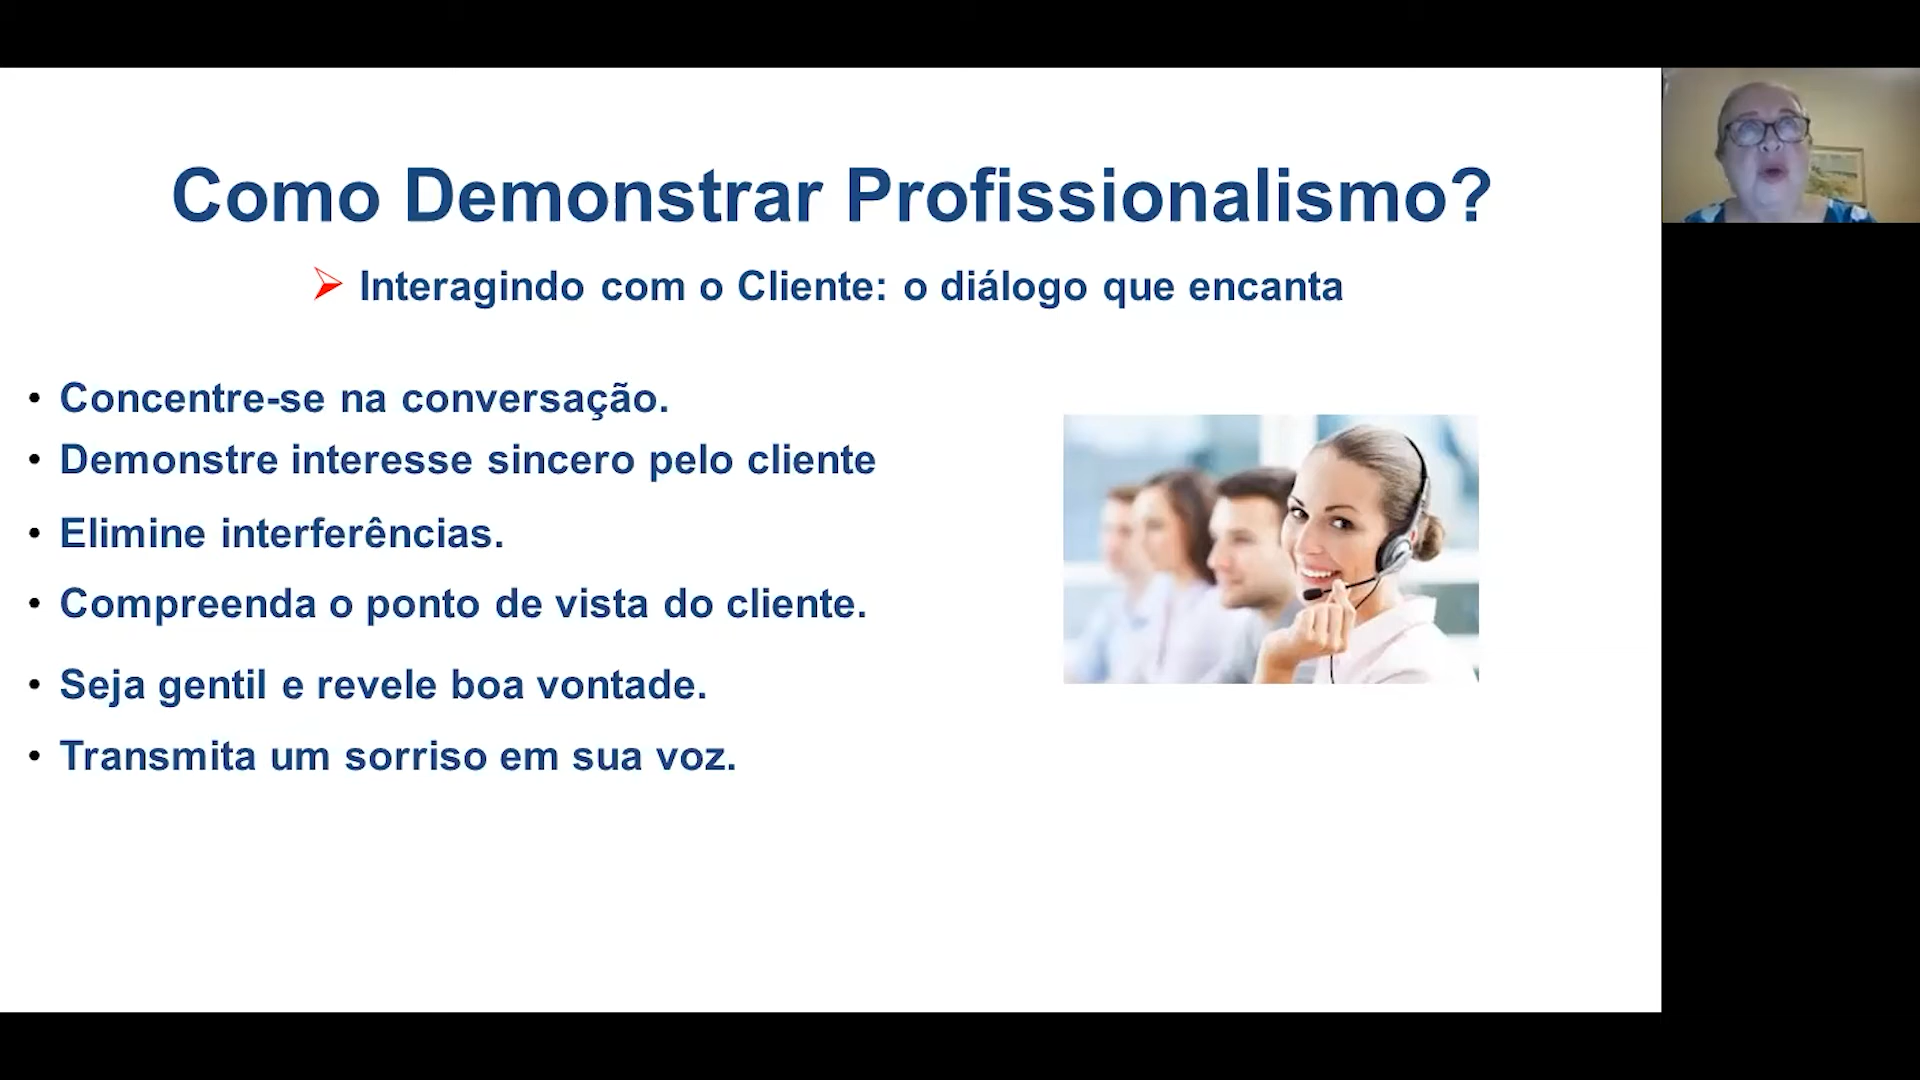 Como Demonstrar Profissionalismo?
Interagindo com o Cliente: o diálogo que encanta
Concentre-se na conversação.
Demonstre interesse sincero pelo cliente
Elimine interferências.
Compreenda o ponto de vista do cliente.
Seja gentil e revele boa vontade.
Transmita um sorriso em sua voz.